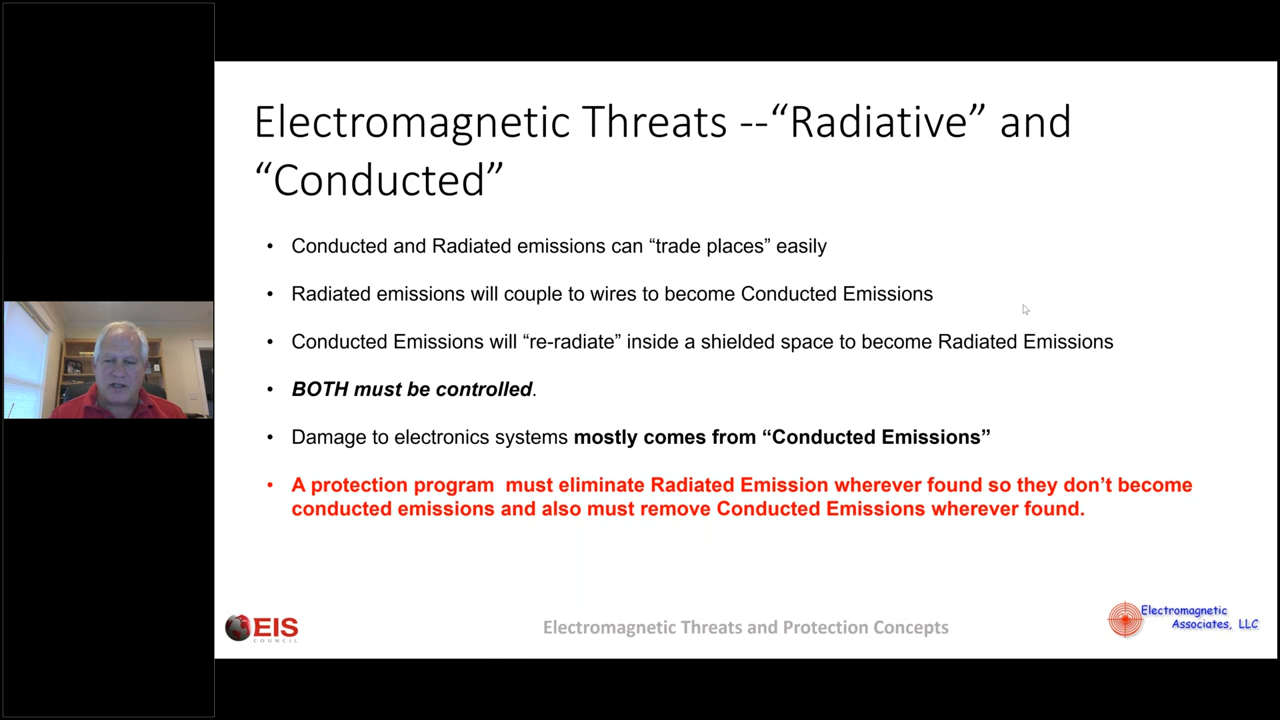 Electromagnetic Threats --“Radiative” and
“Conducted”
• Conducted and Radiated emissions can “trade places” easily
• Radiated emissions will couple to wires to become Conducted Emissions
• Conducted Emissions will “re-radiate” inside a shielded space to become Radiated Emissions
• BOTH must be controlled.
• Damage to electronics systems mostly comes from “Conducted Emissions”
• A protection program  must eliminate Radiated Emission wherever found so they don’t become
conducted emissions and also must remove Conducted Emissions wherever found.
EIS
COUNCIL
Electromagnetic Threats and Protection Concepts
Electromagnetic
Associates, LLC